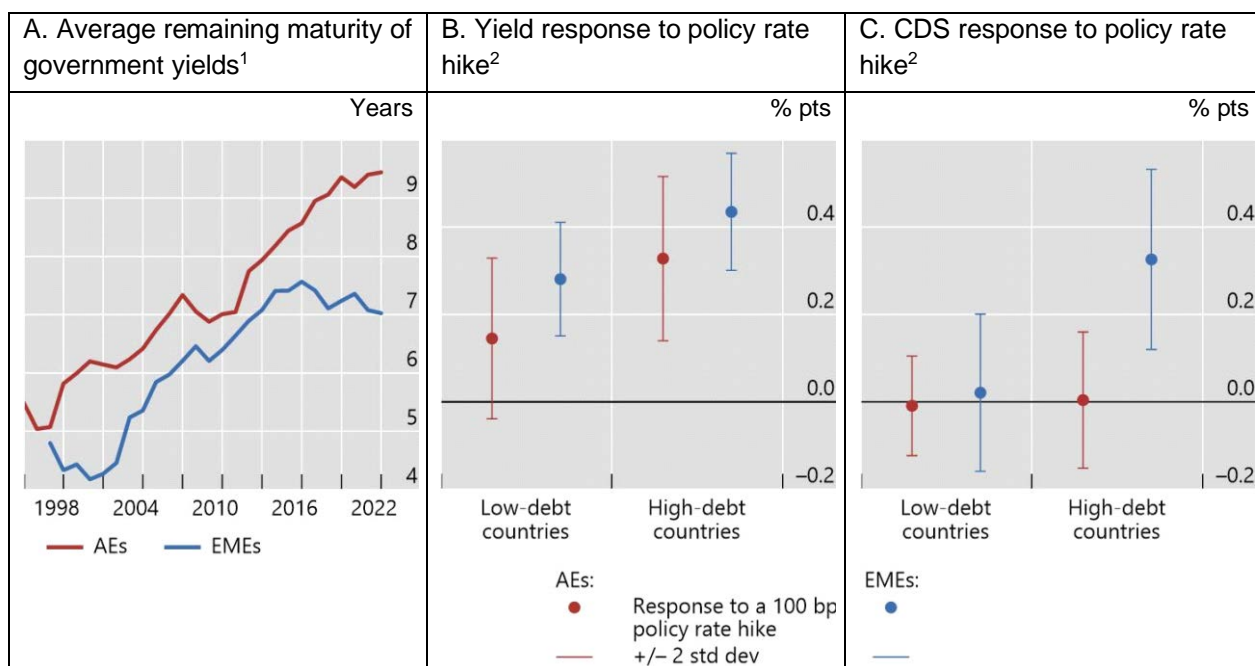 A. Average remaining maturity of
government yields¹
B. Yield response to policy rate
hike²
C. CDS response to policy rate
hike²
Years
9
8
7
6
5
4
1998 2004 2010 2016 2022
AEs EMEs
% pts
0.4
0.2
0.0
–0.2
Low-debt
countries
High-debt
countries
% pts
0.4
0.2
0.0
–0.2
Low-debt
countries
High-debt
countries
AEs:
Response to a 100 bp
policy rate hike
+/– 2 std dev
EMEs: